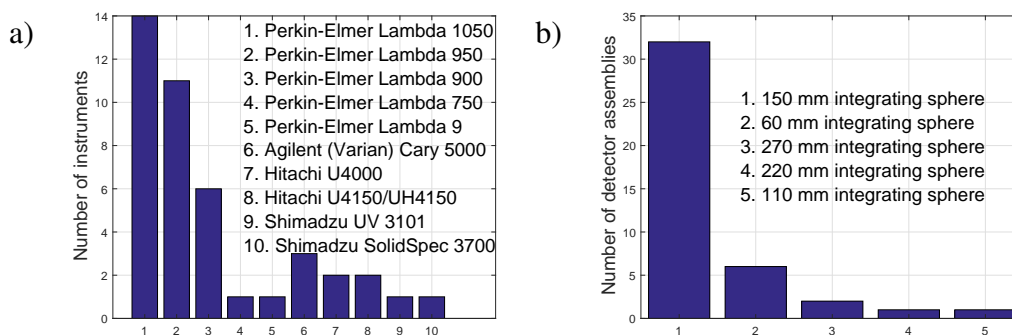 a)
Number of instruments
14
12
10
8
6
4
2
0
1 2 3 4 5 6 7 8 9 10
1. Perkin-Elmer Lambda 1050
2. Perkin-Elmer Lambda 950
3. Perkin-Elmer Lambda 900
4. Perkin-Elmer Lambda 750
5. Perkin-Elmer Lambda 9
6. Agilent (Varian) Cary 5000
7. Hitachi U4000
8. Hitachi U4150/UH4150
9. Shimadzu UV 3101
10. Shimadzu SolidSpec 3700
b)
Number of detector assemblies
35
30
25
20
15
10
5
0
1 2 3 4 5
1. 150 mm integrating sphere
2. 60 mm integrating sphere
3. 270 mm integrating sphere
4. 220 mm integrating sphere
5. 110 mm integrating sphere